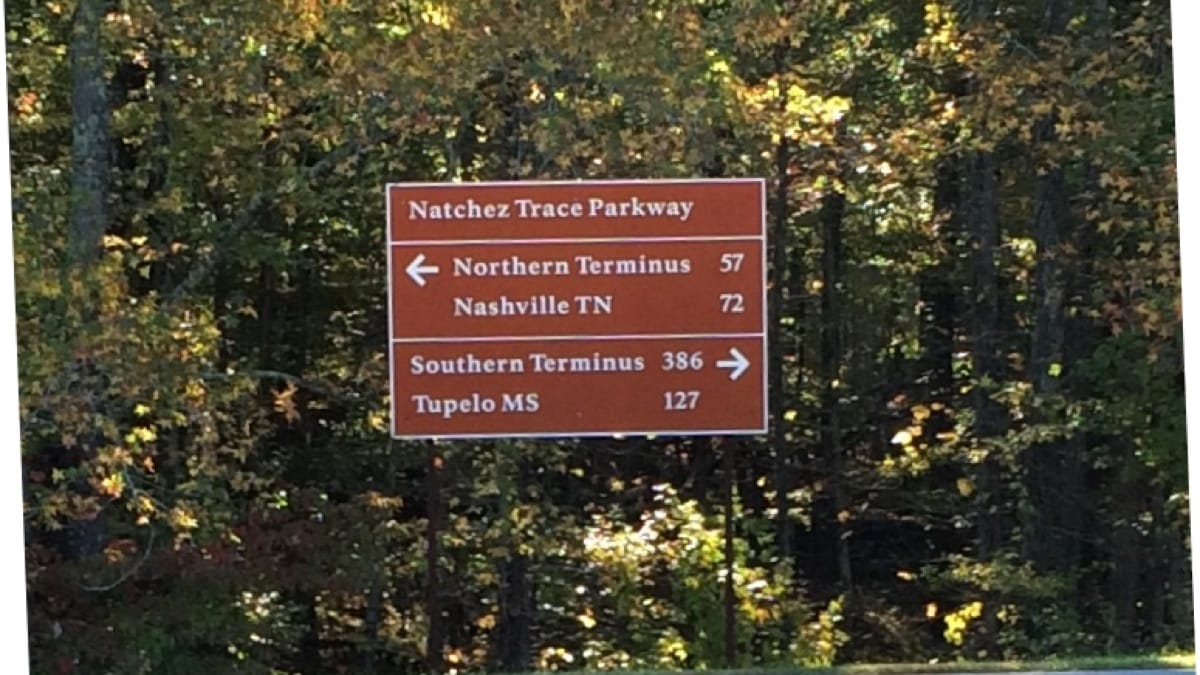 Natchez Trace Parkway
← Northern Terminus 57
Nashville TN 72
Southern Terminus 386 →
Tupelo MS 127